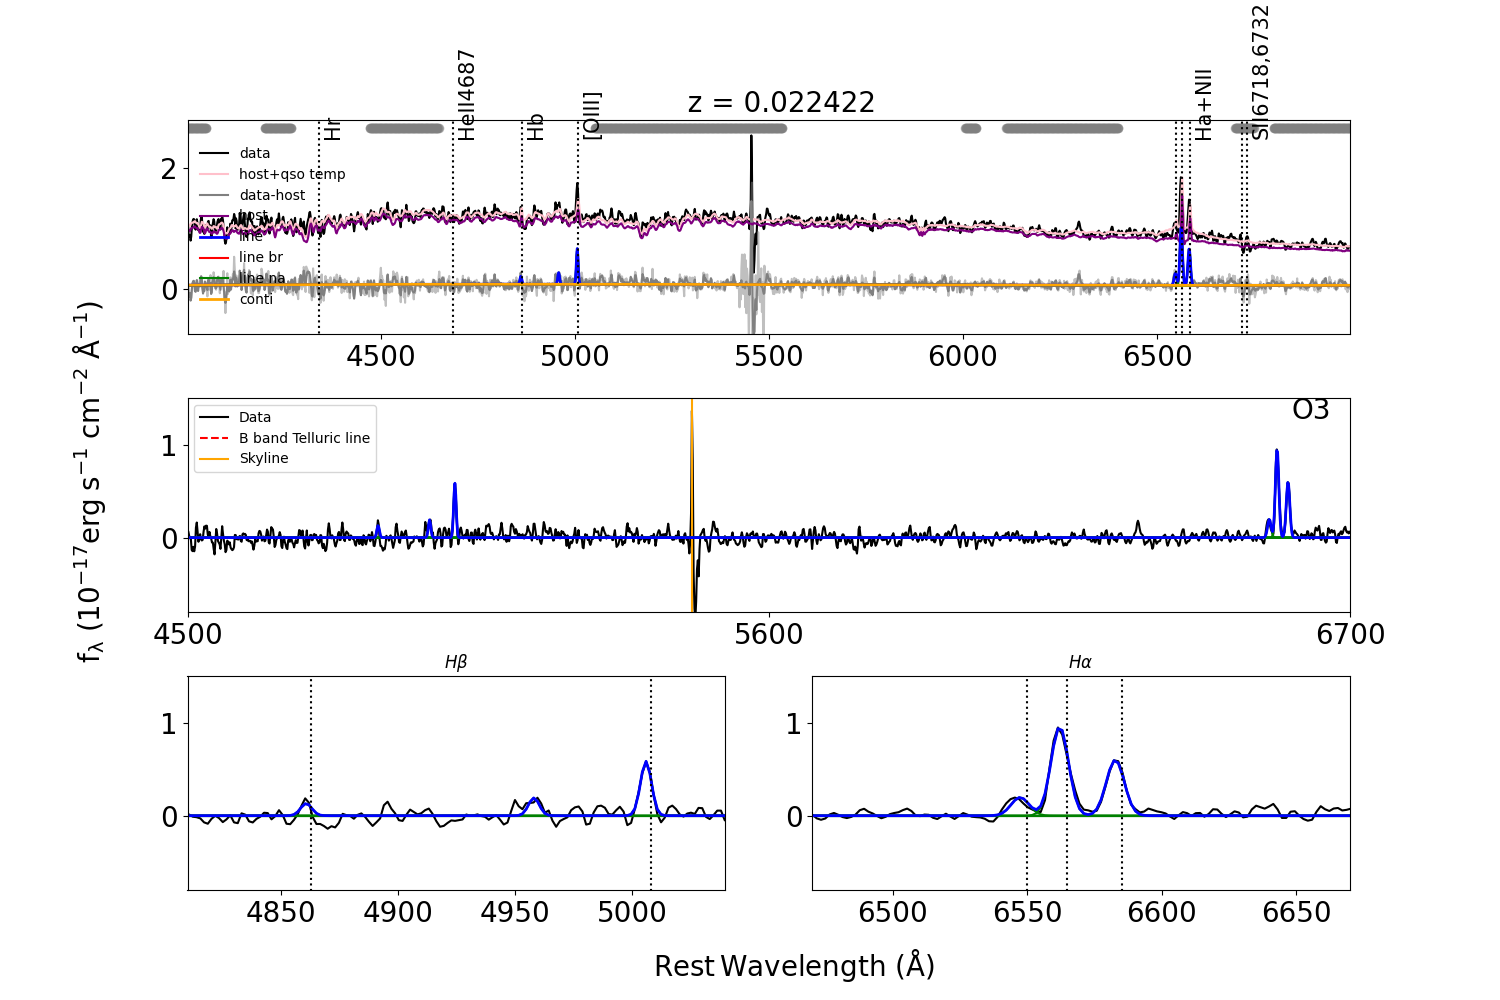 Hr
HeII4687
Hb
[OIII]
Ha+NII
SII6718,6732
z = 0.022422
data
host+qso temp
data-host
host
line
line br
line na
conti
2
0
4500 5000 5500 6000 6500
O3
Data
B band Telluric line
Skyline
1
0
4500 5600 6700
Hβ
1
0
4850 4900 4950 5000
Hα
1
0
6500 6550 6600 6650
fλ (10⁻¹⁷erg s⁻¹ cm⁻² Å⁻¹)
Rest Wavelength (Å)